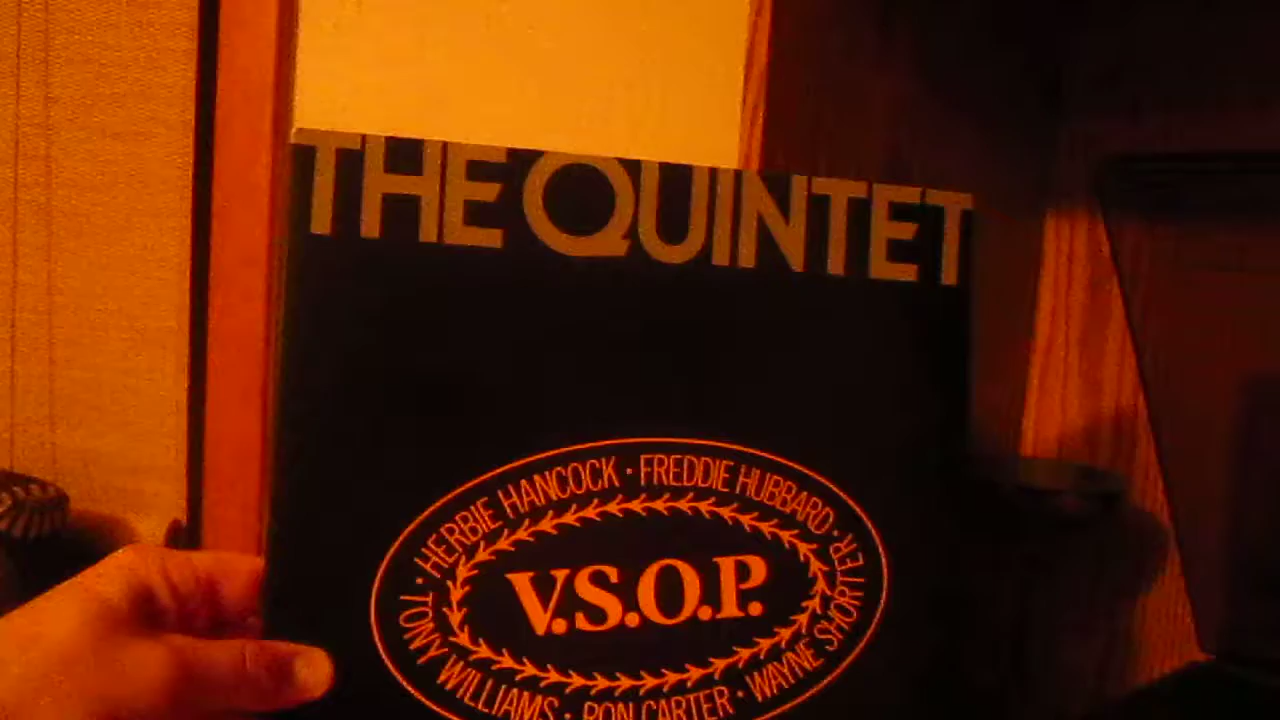 THE QUINTET
HERBIE HANCOCK · FREDDIE HUBBARD ·
WAYNE SHORTER · RON CARTER · TONY WILLIAMS ·
V.S.O.P.